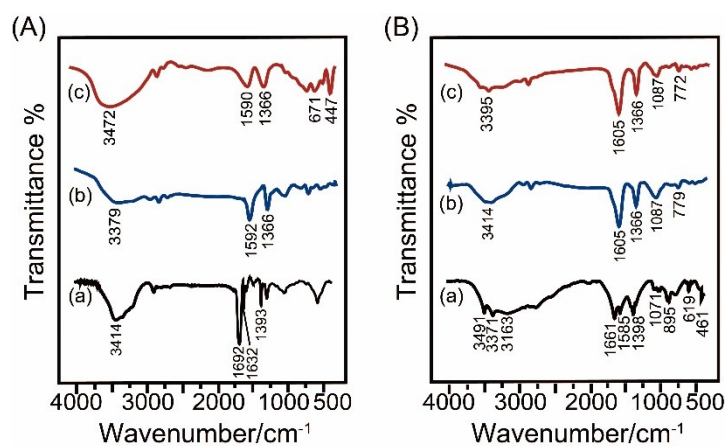 (A)
Transmittance %
(c)
3472
1590
1366
671
447
(b)
3379
1592
1366
(a)
3414
1692
1632
1393
4000 3000 2000 1000 500
Wavenumber/cm-1
(B)
Transmittance %
(c)
3395
1605
1366
1087
772
(b)
3414
1605
1366
1087
779
(a)
3491
3371
3163
1661
1585
1398
1071
895
619
461
4000 3000 2000 1000 500
Wavenumber/cm-1